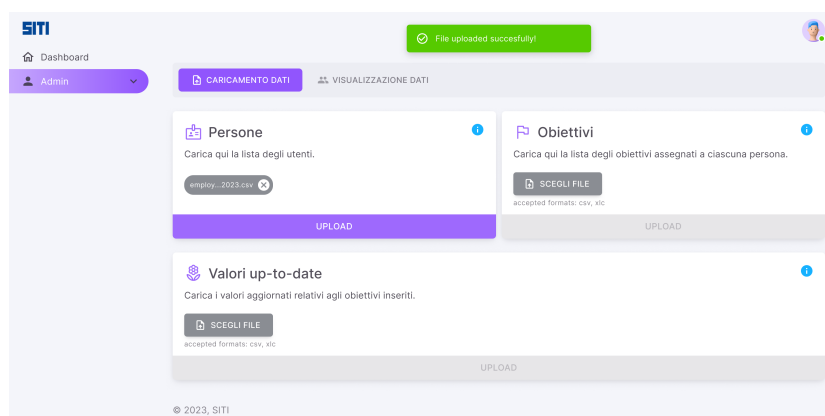 SITI
File uploaded succesfully!
Dashboard
Admin
CARICAMENTO DATI
VISUALIZZAZIONE DATI
Persone
Carica qui la lista degli utenti.
employ...2023.csv
UPLOAD
Obiettivi
Carica qui la lista degli obiettivi assegnati a ciascuna persona.
SCEGLI FILE
accepted formats: csv, xlc
UPLOAD
Valori up-to-date
Carica i valori aggiornati relativi agli obiettivi inseriti.
SCEGLI FILE
accepted formats: csv, xlc
UPLOAD
© 2023, SITI